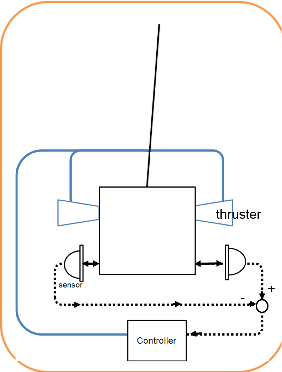 thruster
sensor
+
-
Controller